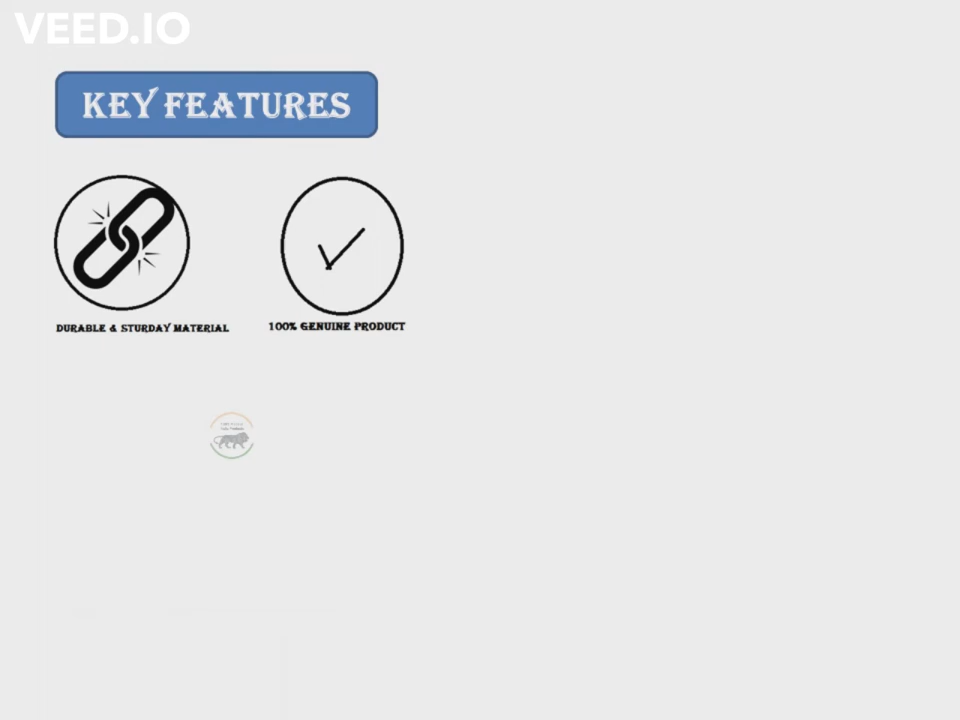 VEED.IO
KEY FEATURES
DURABLE & STURDAY MATERIAL
100% GENUINE PRODUCT